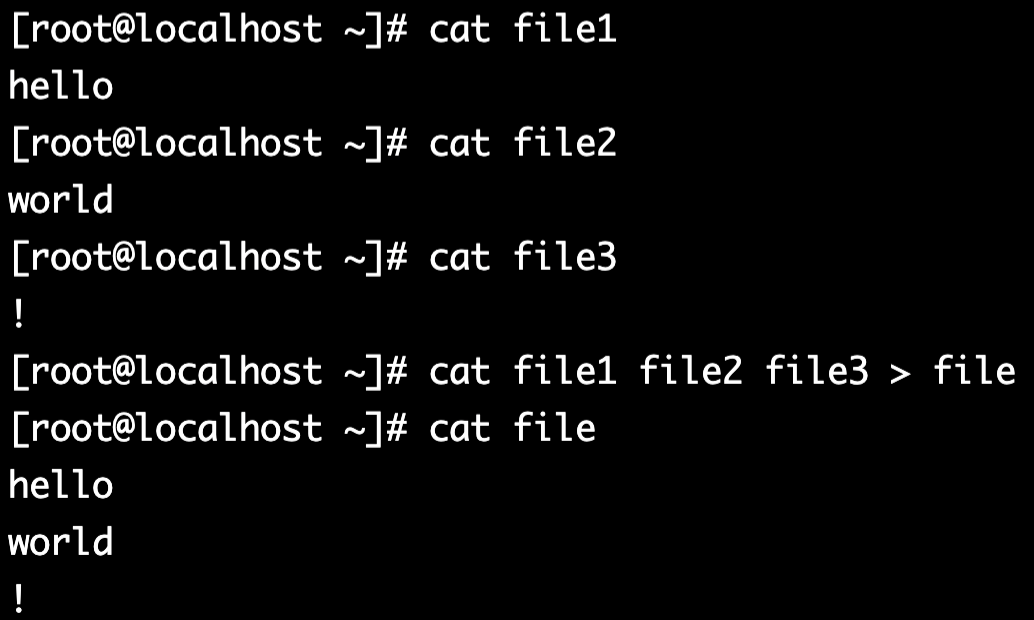 [root@localhost ~]# cat file1
hello
[root@localhost ~]# cat file2
world
[root@localhost ~]# cat file3
!
[root@localhost ~]# cat file1 file2 file3 > file
[root@localhost ~]# cat file
hello
world
!